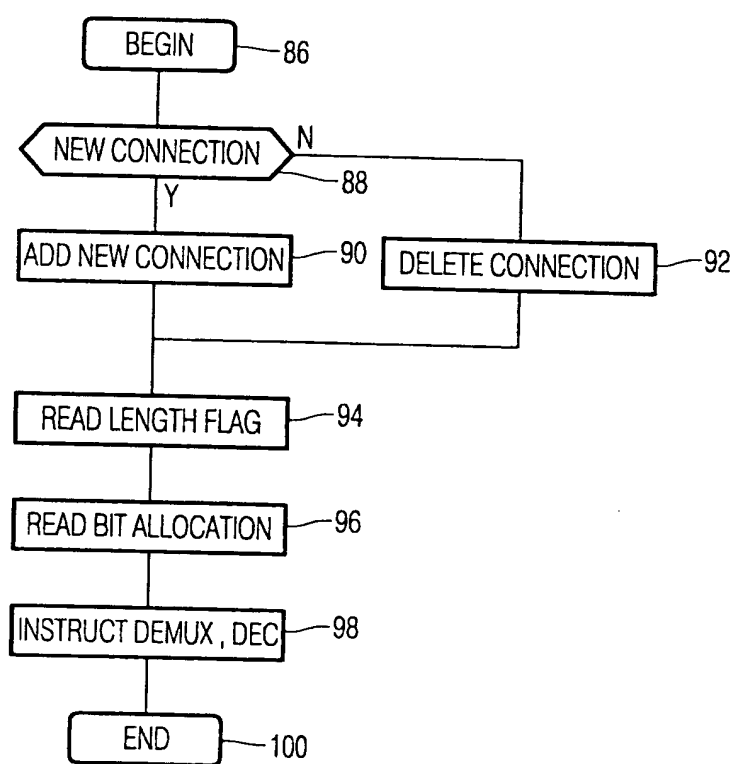 BEGIN 86
NEW CONNECTION N
88
Y
ADD NEW CONNECTION 90
DELETE CONNECTION 92
READ LENGTH FLAG 94
READ BIT ALLOCATION 96
INSTRUCT DEMUX , DEC 98
END 100